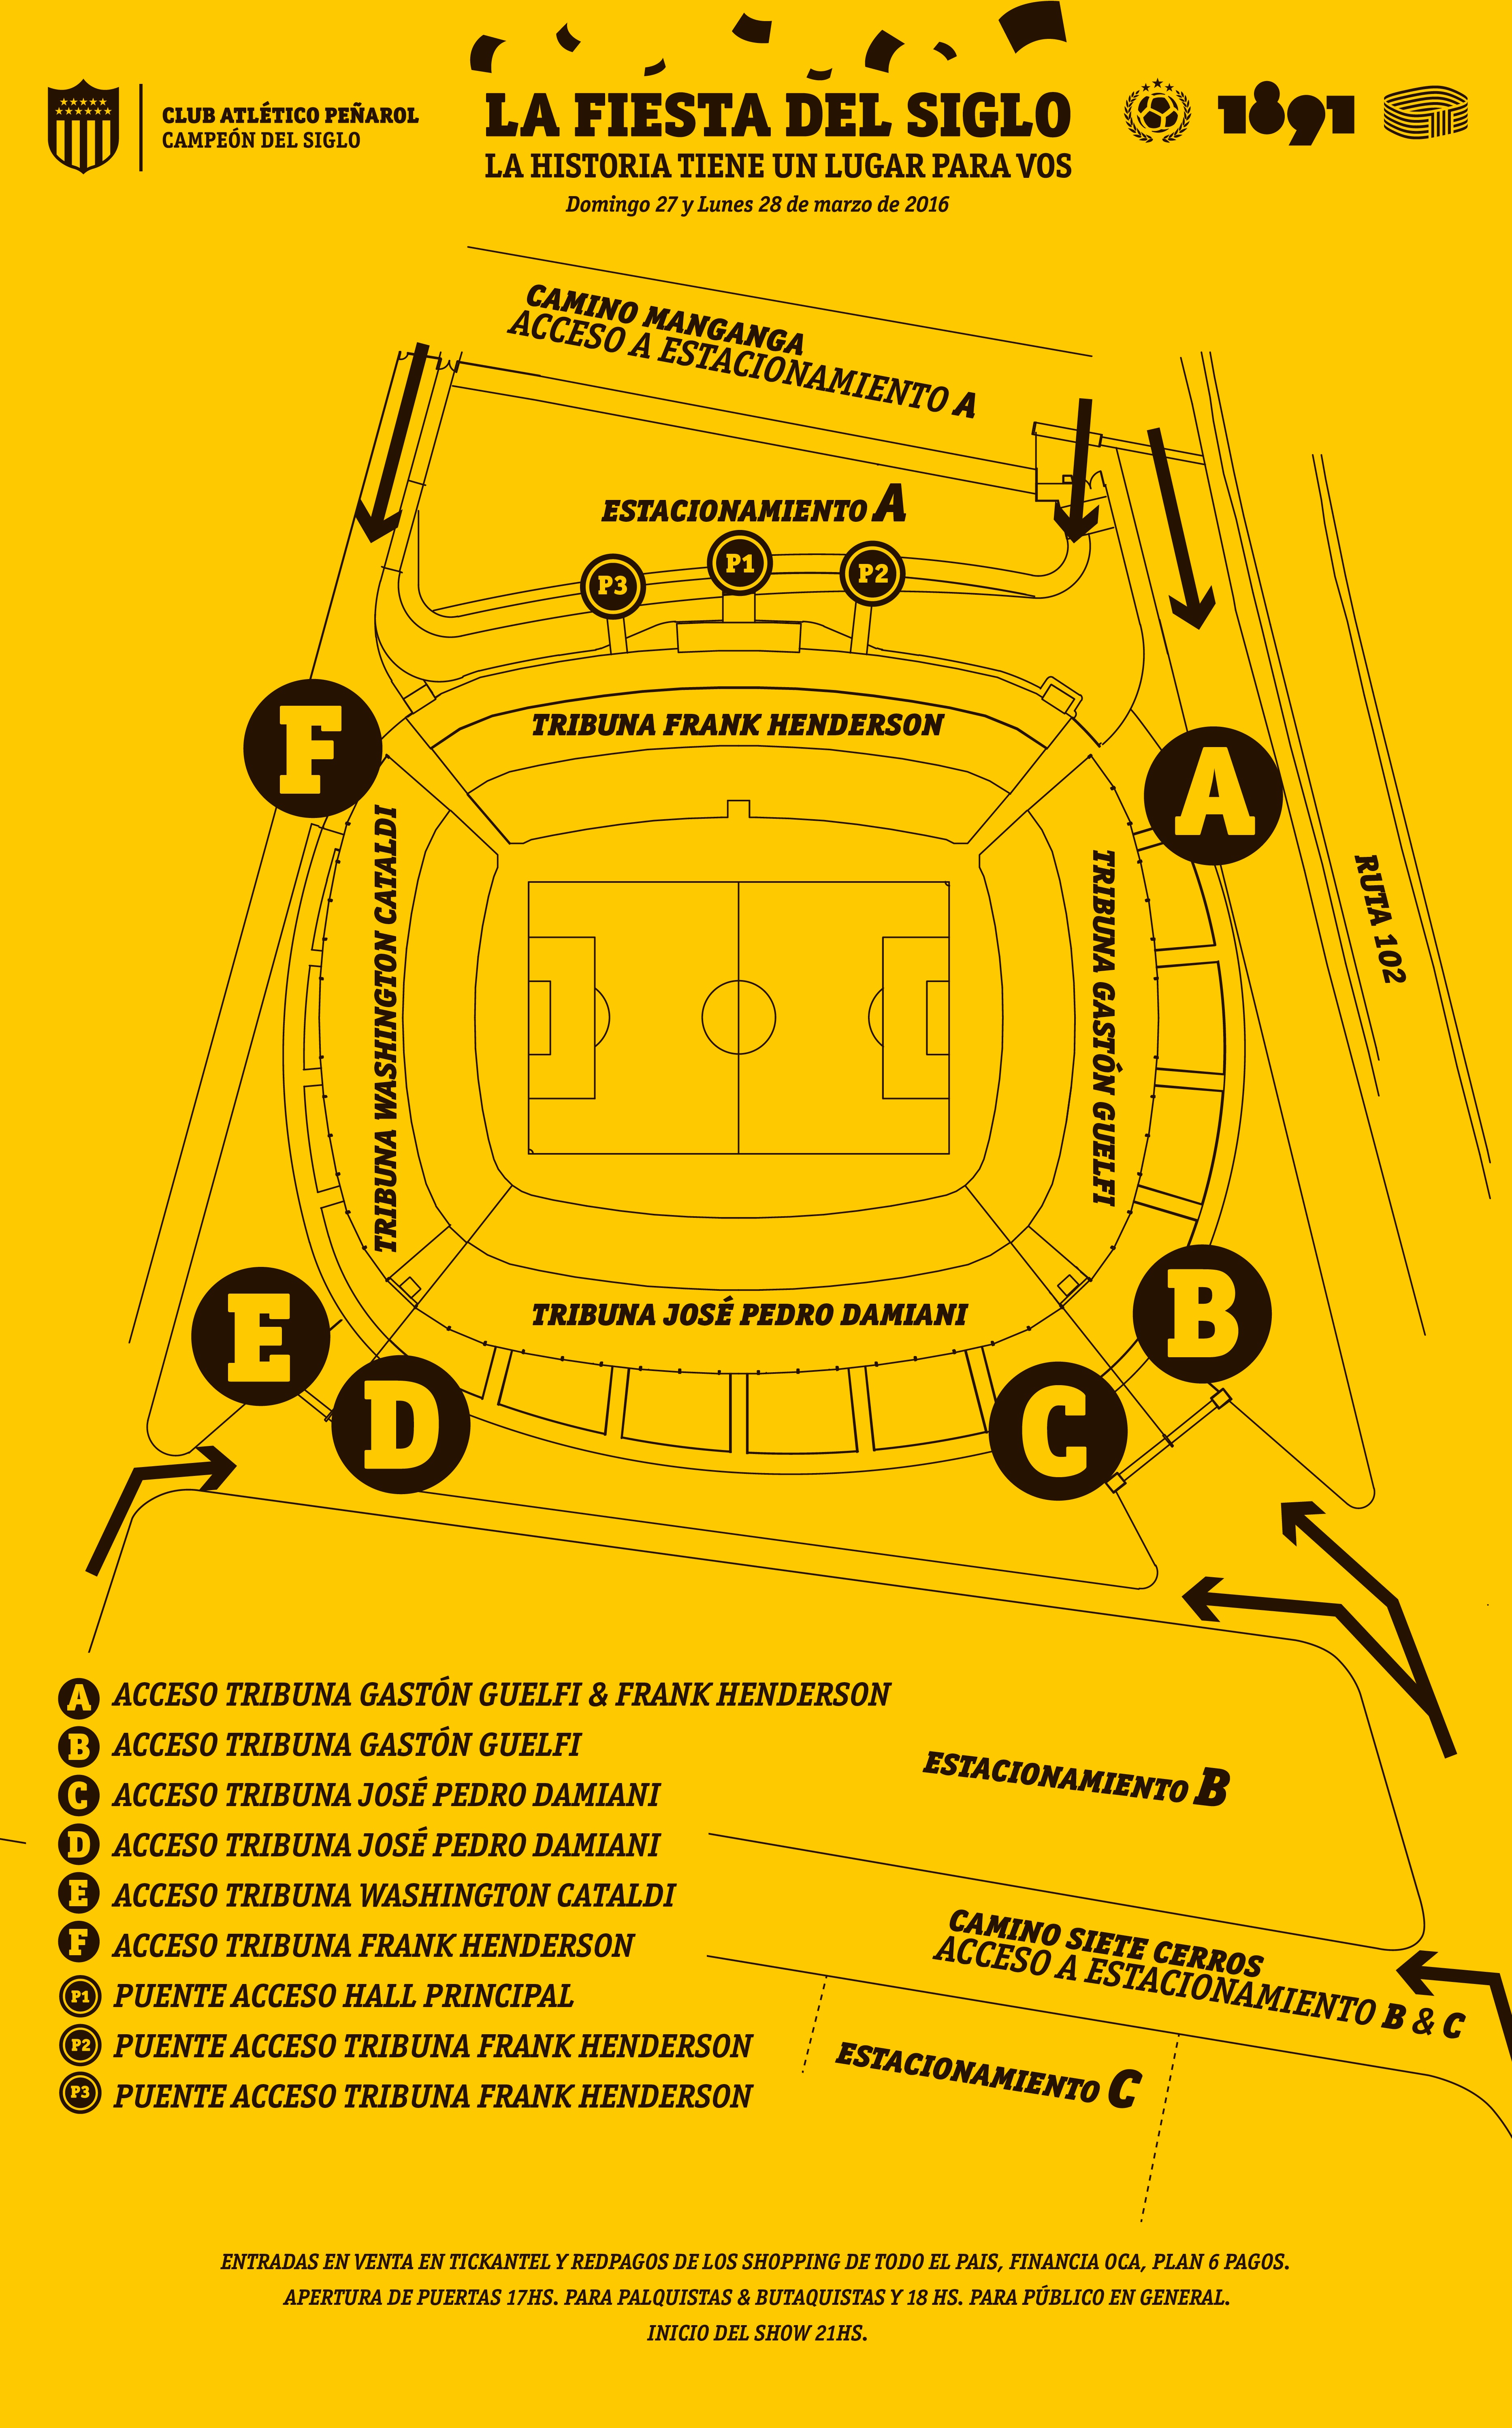 CLUB ATLÉTICO PEÑAROL
CAMPEÓN DEL SIGLO
LA FIESTA DEL SIGLO
LA HISTORIA TIENE UN LUGAR PARA VOS
Domingo 27 y Lunes 28 de marzo de 2016
1891
CAMINO MANGANGA
ACCESO A ESTACIONAMIENTO A
ESTACIONAMIENTO A
P3
P1
P2
TRIBUNA FRANK HENDERSON
F
A
TRIBUNA WASHINGTON CATALDI
TRIBUNA GASTÓN GUELFI
RUTA 102
TRIBUNA JOSÉ PEDRO DAMIANI
E
D
C
B
A ACCESO TRIBUNA GASTÓN GUELFI & FRANK HENDERSON
B ACCESO TRIBUNA GASTÓN GUELFI
C ACCESO TRIBUNA JOSÉ PEDRO DAMIANI
D ACCESO TRIBUNA JOSÉ PEDRO DAMIANI
E ACCESO TRIBUNA WASHINGTON CATALDI
F ACCESO TRIBUNA FRANK HENDERSON
P1 PUENTE ACCESO HALL PRINCIPAL
P2 PUENTE ACCESO TRIBUNA FRANK HENDERSON
P3 PUENTE ACCESO TRIBUNA FRANK HENDERSON
ESTACIONAMIENTO B
CAMINO SIETE CERROS
ACCESO A ESTACIONAMIENTO B & C
ESTACIONAMIENTO C
ENTRADAS EN VENTA EN TICKANTEL Y REDPAGOS DE LOS SHOPPING DE TODO EL PAIS, FINANCIA OCA, PLAN 6 PAGOS.
APERTURA DE PUERTAS 17HS. PARA PALQUISTAS & BUTAQUISTAS Y 18 HS. PARA PÚBLICO EN GENERAL.
INICIO DEL SHOW 21HS.